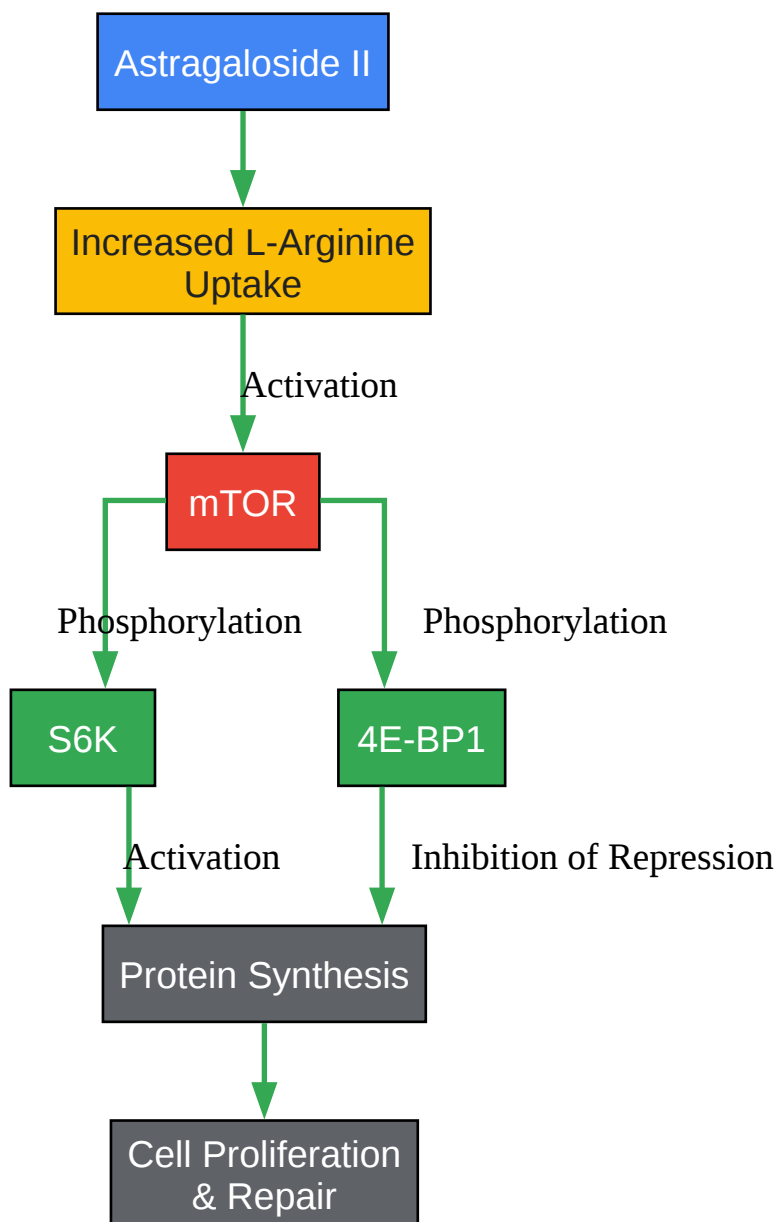 Astragaloside II
Increased L-Arginine
Uptake
Activation
mTOR
Phosphorylation
Phosphorylation
S6K
4E-BP1
Activation
Inhibition of Repression
Protein Synthesis
Cell Proliferation
& Repair